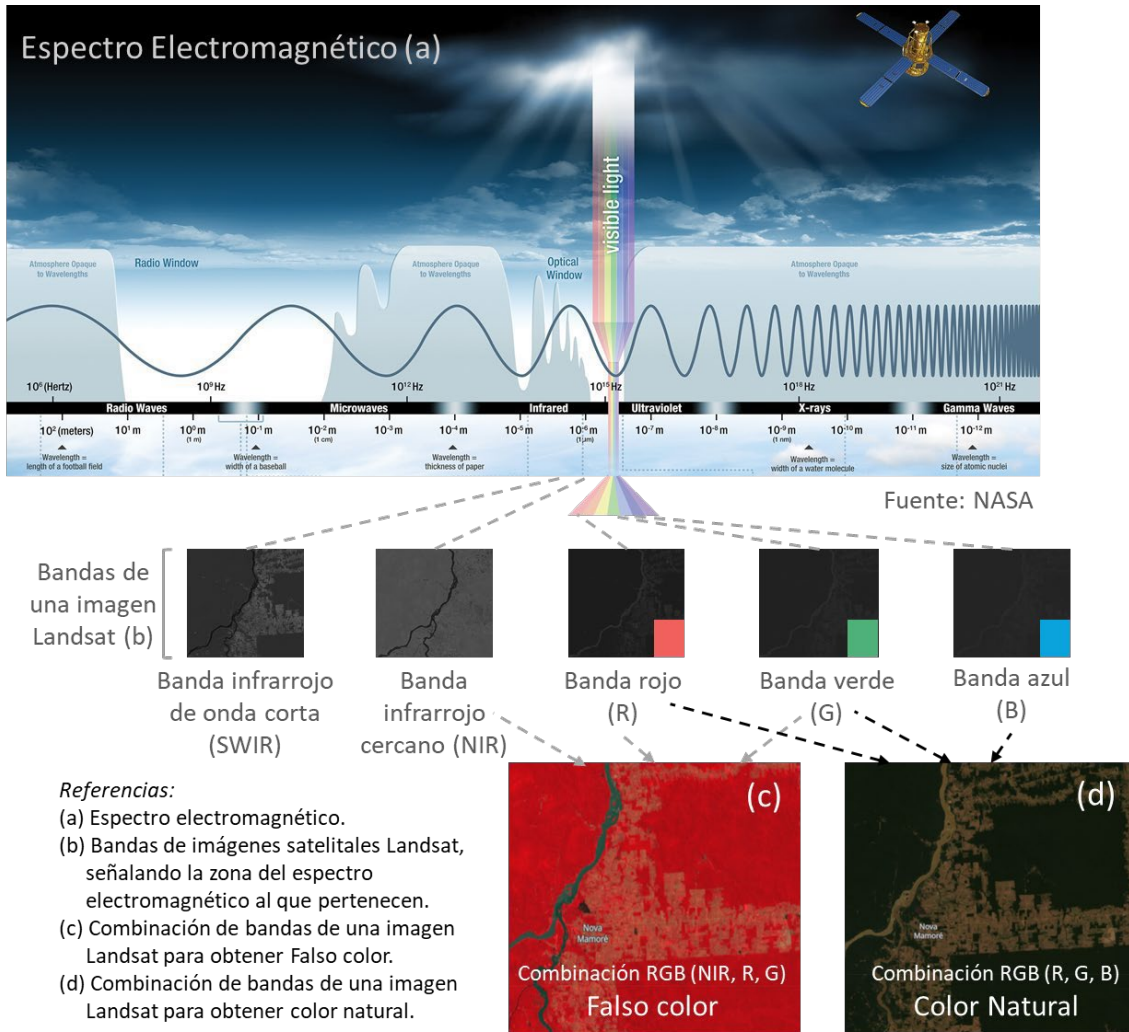 Espectro Electromagnético (a)
visible light
Atmosphere Opaque
to Wavelengths
Radio Window
Atmosphere Opaque
to Wavelengths
Optical
Window
Atmosphere Opaque
to Wavelengths
10⁶ (Hertz)
10⁹ Hz
10¹² Hz
10¹⁵ Hz
10¹⁸ Hz
10²¹ Hz
Radio Waves
Microwaves
Infrared
Ultraviolet
X-rays
Gamma Waves
10² (meters)
10¹ m
10⁰ m
(1 m)
10⁻¹ m
10⁻² m
(1 cm)
10⁻³ m
10⁻⁴ m
10⁻⁵ m
10⁻⁶ m
(1 µm)
10⁻⁷ m
10⁻⁸ m
10⁻⁹ m
(1 nm)
10⁻¹⁰ m
10⁻¹¹ m
10⁻¹² m
Wavelength =
length of a football field
Wavelength =
width of a baseball
Wavelength =
thickness of paper
Wavelength =
width of a water molecule
Wavelength =
size of atomic nuclei
Fuente: NASA
Bandas de
una imagen
Landsat (b)
Banda infrarrojo
de onda corta
(SWIR)
Banda
infrarrojo
cercano (NIR)
Banda rojo
(R)
Banda verde
(G)
Banda azul
(B)
Referencias:
(a) Espectro electromagnético.
(b) Bandas de imágenes satelitales Landsat,
señalando la zona del espectro
electromagnético al que pertenecen.
(c) Combinación de bandas de una imagen
Landsat para obtener Falso color.
(d) Combinación de bandas de una imagen
Landsat para obtener color natural.
(c)
Nova
Mamoré
Combinación RGB (NIR, R, G)
Falso color
(d)
Nova
Mamoré
Combinación RGB (R, G, B)
Color Natural